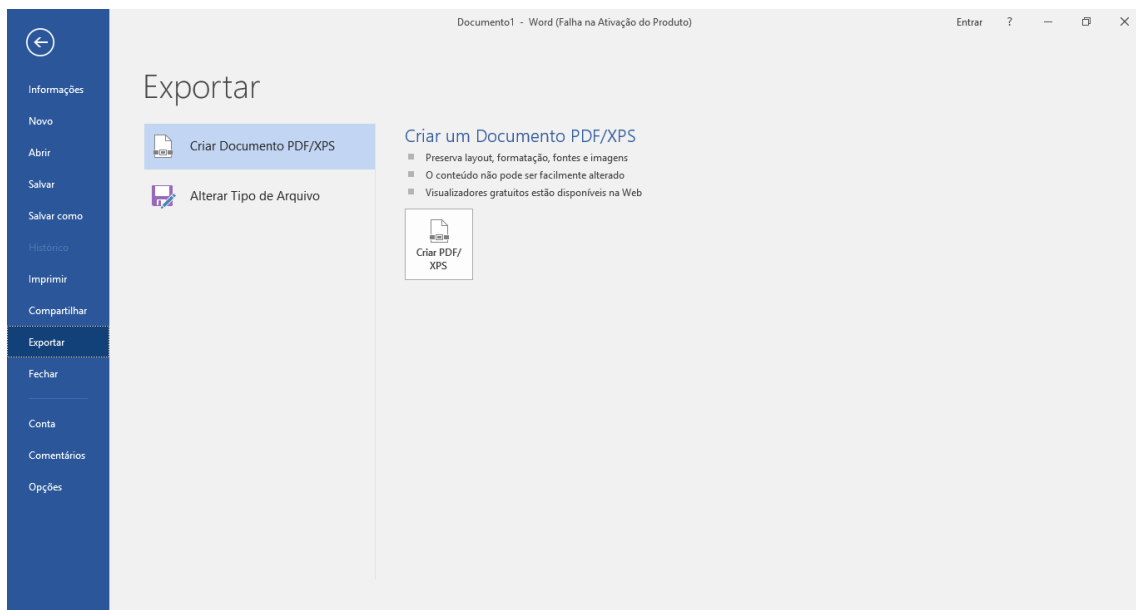 Documento1 - Word (Falha na Ativação do Produto)
Entrar ?
Informações
Novo
Abrir
Salvar
Salvar como
Histórico
Imprimir
Compartilhar
Exportar
Fechar
Conta
Comentários
Opções
Exportar
Criar Documento PDF/XPS
Alterar Tipo de Arquivo
Criar um Documento PDF/XPS
Preserva layout, formatação, fontes e imagens
O conteúdo não pode ser facilmente alterado
Visualizadores gratuitos estão disponíveis na Web
Criar PDF/
XPS